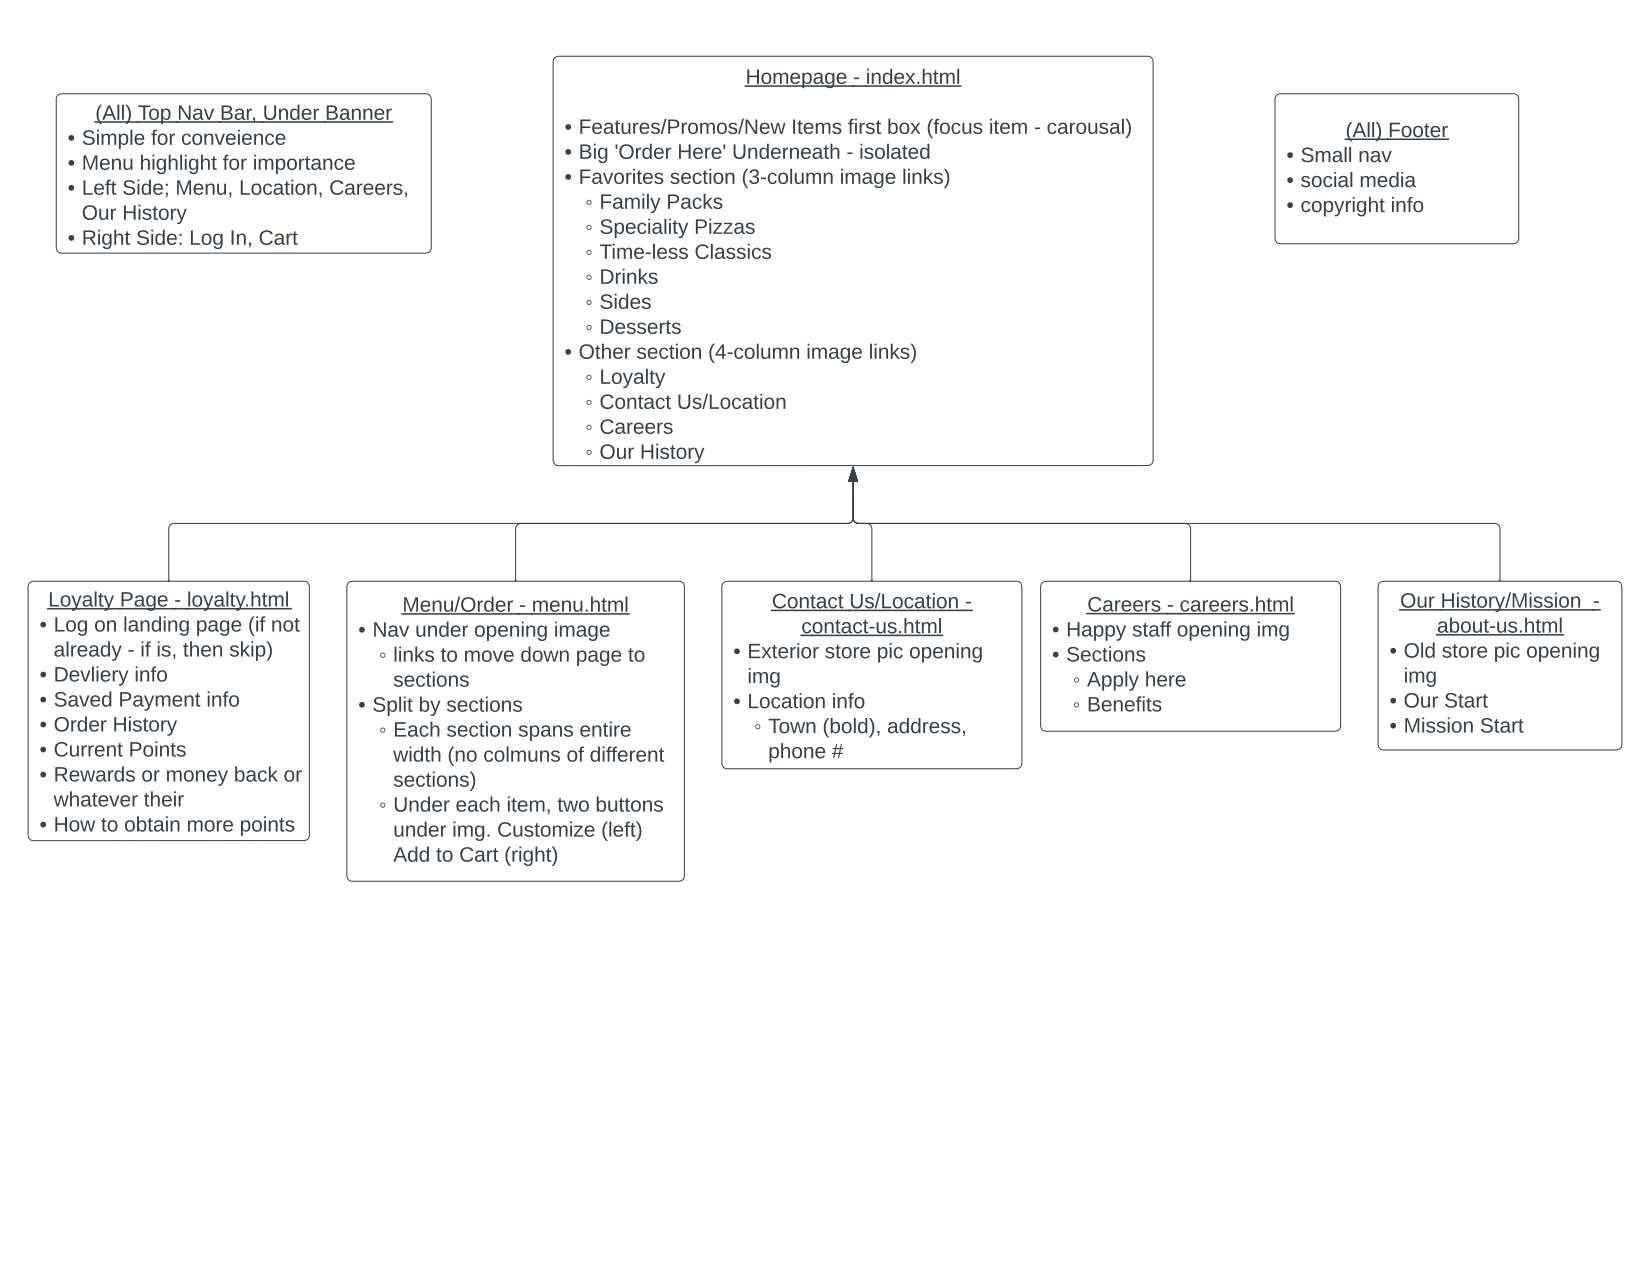 (All) Top Nav Bar, Under Banner
• Simple for conveience
• Menu highlight for importance
• Left Side; Menu, Location, Careers,
Our History
• Right Side: Log In, Cart
Homepage - index.html
• Features/Promos/New Items first box (focus item - carousal)
• Big 'Order Here' Underneath - isolated
• Favorites section (3-column image links)
◦ Family Packs
◦ Speciality Pizzas
◦ Time-less Classics
◦ Drinks
◦ Sides
◦ Desserts
• Other section (4-column image links)
◦ Loyalty
◦ Contact Us/Location
◦ Careers
◦ Our History
(All) Footer
• Small nav
• social media
• copyright info
Loyalty Page - loyalty.html
• Log on landing page (if not
already - if is, then skip)
• Devliery info
• Saved Payment info
• Order History
• Current Points
• Rewards or money back or
whatever their
• How to obtain more points
Menu/Order - menu.html
• Nav under opening image
◦ links to move down page to
sections
• Split by sections
◦ Each section spans entire
width (no colmuns of different
sections)
◦ Under each item, two buttons
under img. Customize (left)
Add to Cart (right)
Contact Us/Location -
contact-us.html
• Exterior store pic opening
img
• Location info
◦ Town (bold), address,
phone #
Careers - careers.html
• Happy staff opening img
• Sections
◦ Apply here
◦ Benefits
Our History/Mission -
about-us.html
• Old store pic opening
img
• Our Start
• Mission Start